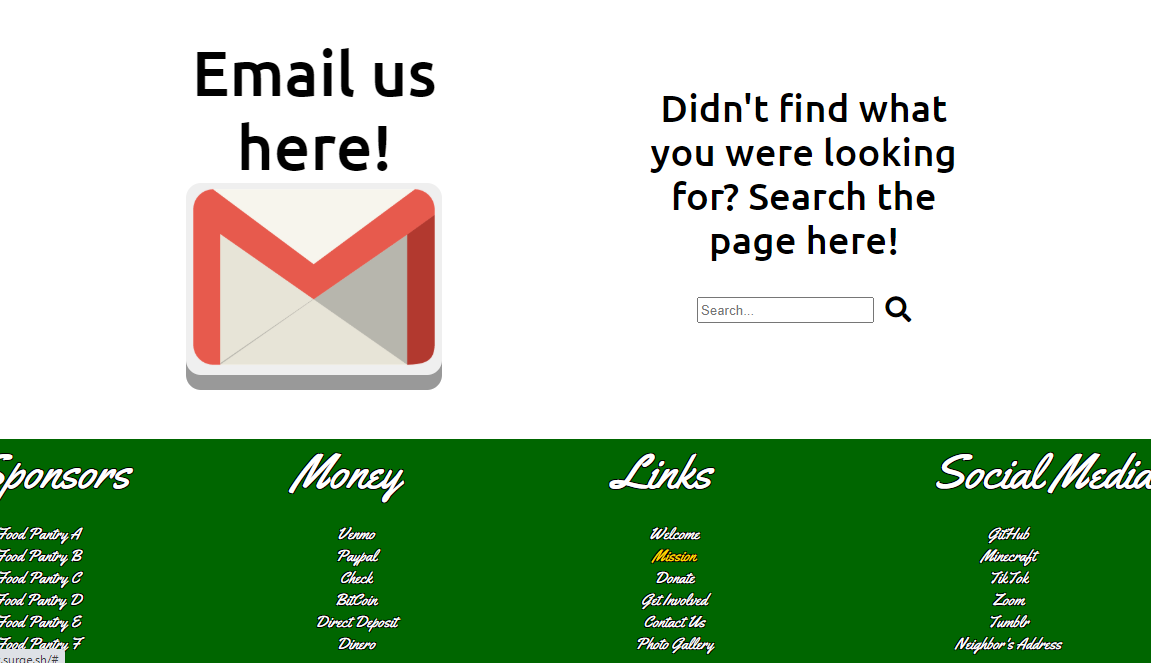 Email us
here!
Didn't find what
you were looking
for? Search the
page here!
Search...
Sponsors
Food Pantry A
Food Pantry B
Food Pantry C
Food Pantry D
Food Pantry E
Food Pantry F
Money
Venmo
Paypal
Check
BitCoin
Direct Deposit
Dinero
Links
Welcome
Mission
Donate
Get Involved
Contact Us
Photo Gallery
Social Media
GitHub
Minecraft
TikTok
Zoom
Tumblr
Neighbor's Address
.surge.sh/#